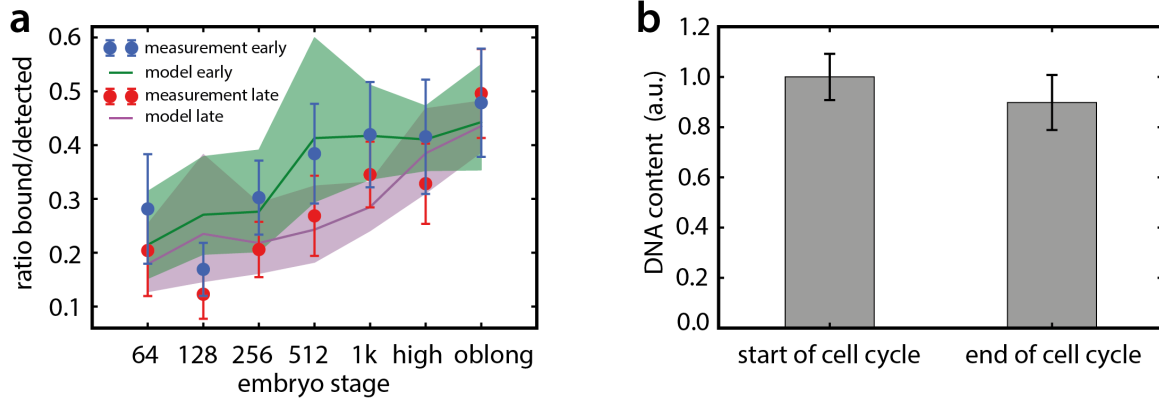 a
ratio bound/detected
0.6
0.5
0.4
0.3
0.2
0.1
measurement early
model early
measurement late
model late
64 128 256 512 1k high oblong
embryo stage
b
DNA content (a.u.)
1.2
1.0
0.8
0.6
0.4
0.2
0.0
start of cell cycle
end of cell cycle